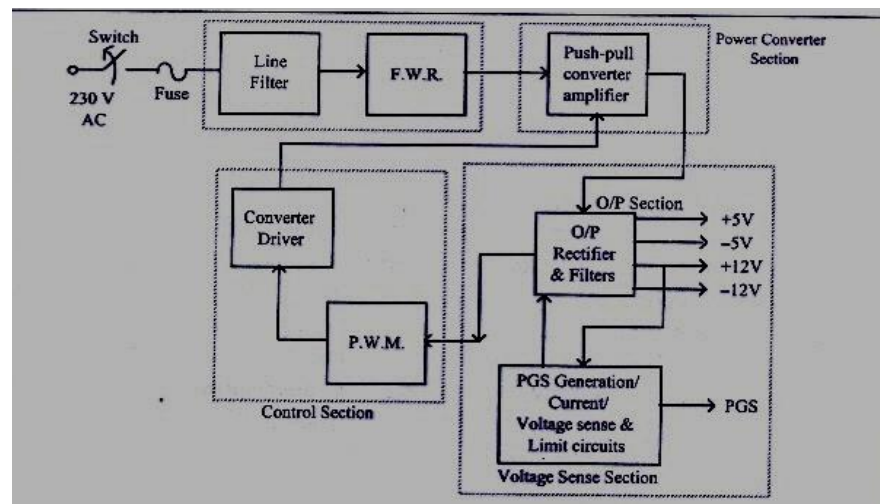 Switch
230 V
AC
Fuse
Line
Filter
F.W.R.
Push-pull
converter
amplifier
Power Converter
Section
Converter
Driver
P.W.M.
Control Section
O/P Section
O/P
Rectifier
& Filters
+5V
–5V
+12V
–12V
PGS Generation/
Current/
Voltage sense &
Limit circuits
PGS
Voltage Sense Section